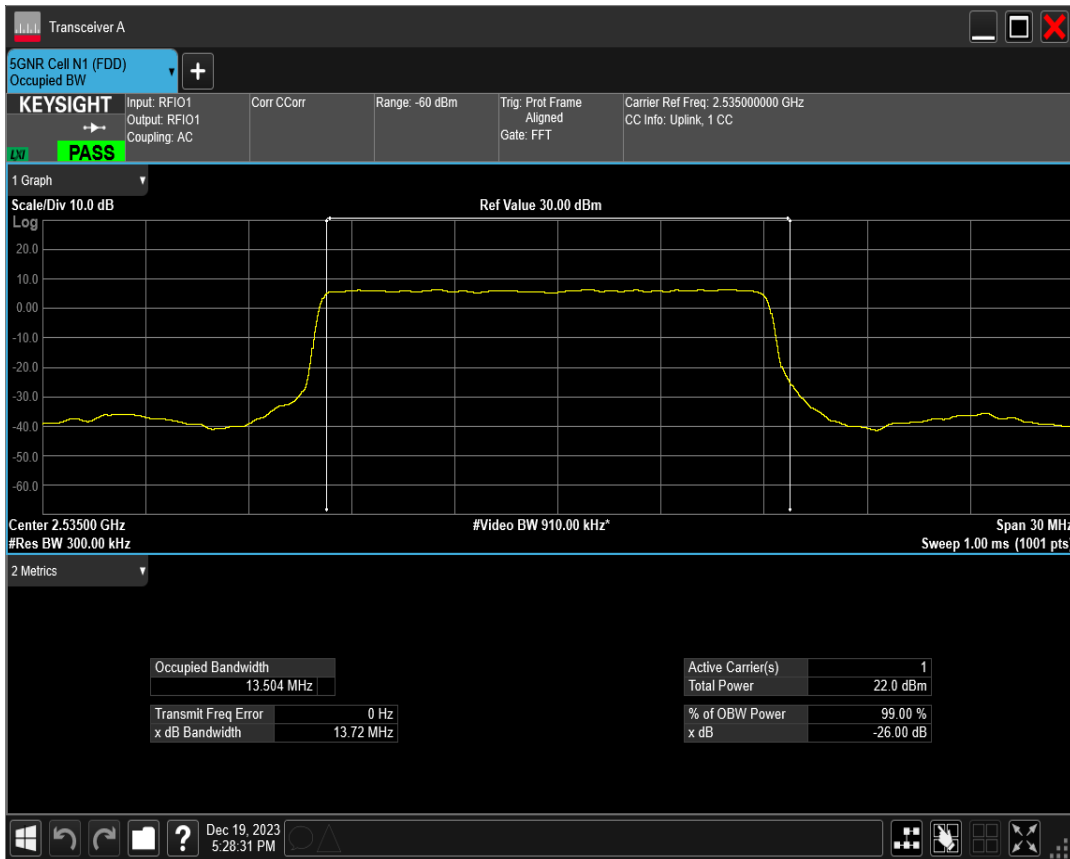 Transceiver A
5GNR Cell N1 (FDD)
Occupied BW
+
KEYSIGHT
LXI
PASS
Input: RFIO1
Output: RFIO1
Coupling: AC
Corr CCorr
Range: -60 dBm
Trig: Prot Frame
Aligned
Gate: FFT
Carrier Ref Freq: 2.535000000 GHz
CC Info: Uplink, 1 CC
1 Graph
Scale/Div 10.0 dB
Ref Value 30.00 dBm
Log
20.0
10.0
0.00
-10.0
-20.0
-30.0
-40.0
-50.0
-60.0
Center 2.53500 GHz
#Video BW 910.00 kHz*
Span 30 MHz
#Res BW 300.00 kHz
Sweep 1.00 ms (1001 pts)
2 Metrics
Occupied Bandwidth
13.504 MHz
Transmit Freq Error 0 Hz
x dB Bandwidth 13.72 MHz
Active Carrier(s) 1
Total Power 22.0 dBm
% of OBW Power 99.00 %
x dB -26.00 dB
?
Dec 19, 2023
5:28:31 PM